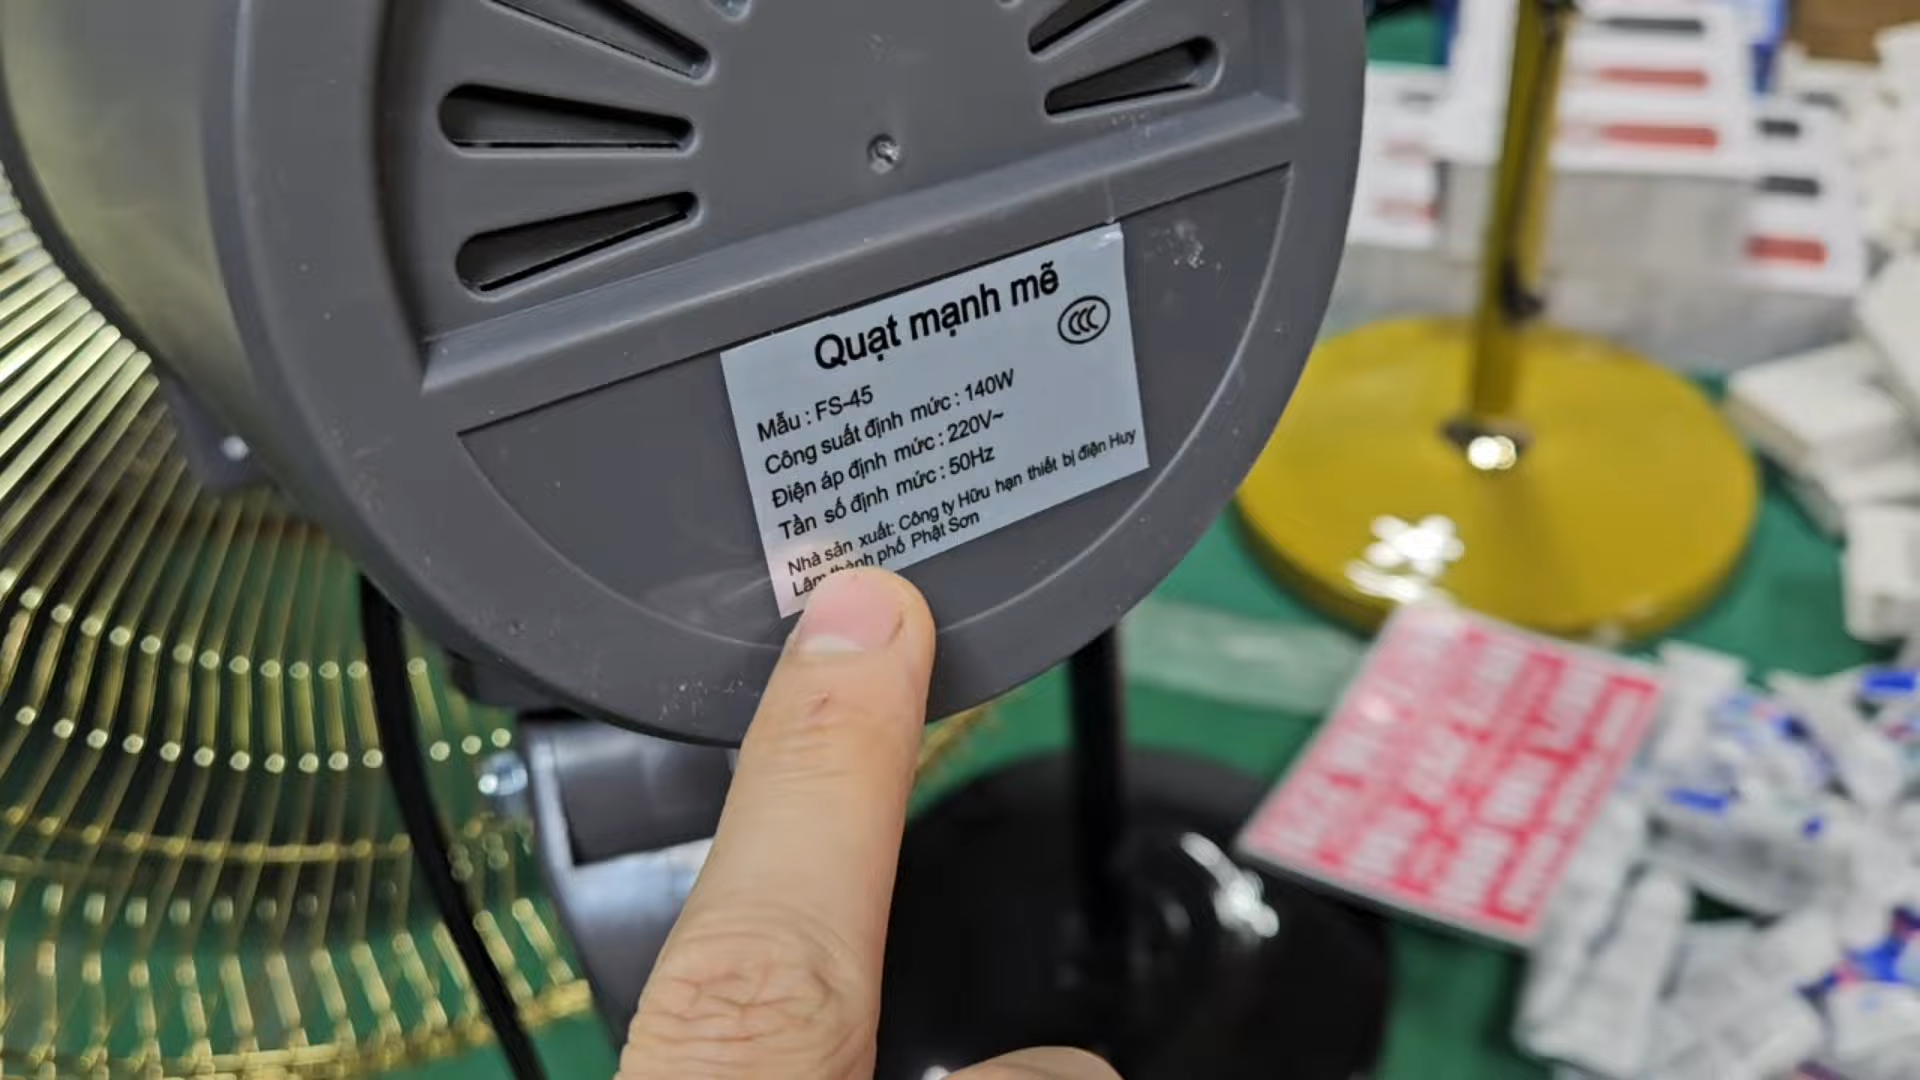 Quạt mạnh mẽ
CCC
Mẫu : FS-45
Công suất định mức : 140W
Điện áp định mức : 220V~
Tần số định mức : 50Hz
Nhà sản xuất: Công ty Hữu hạn thiết bị điện Huy
Lâm thành phố Phật Sơn